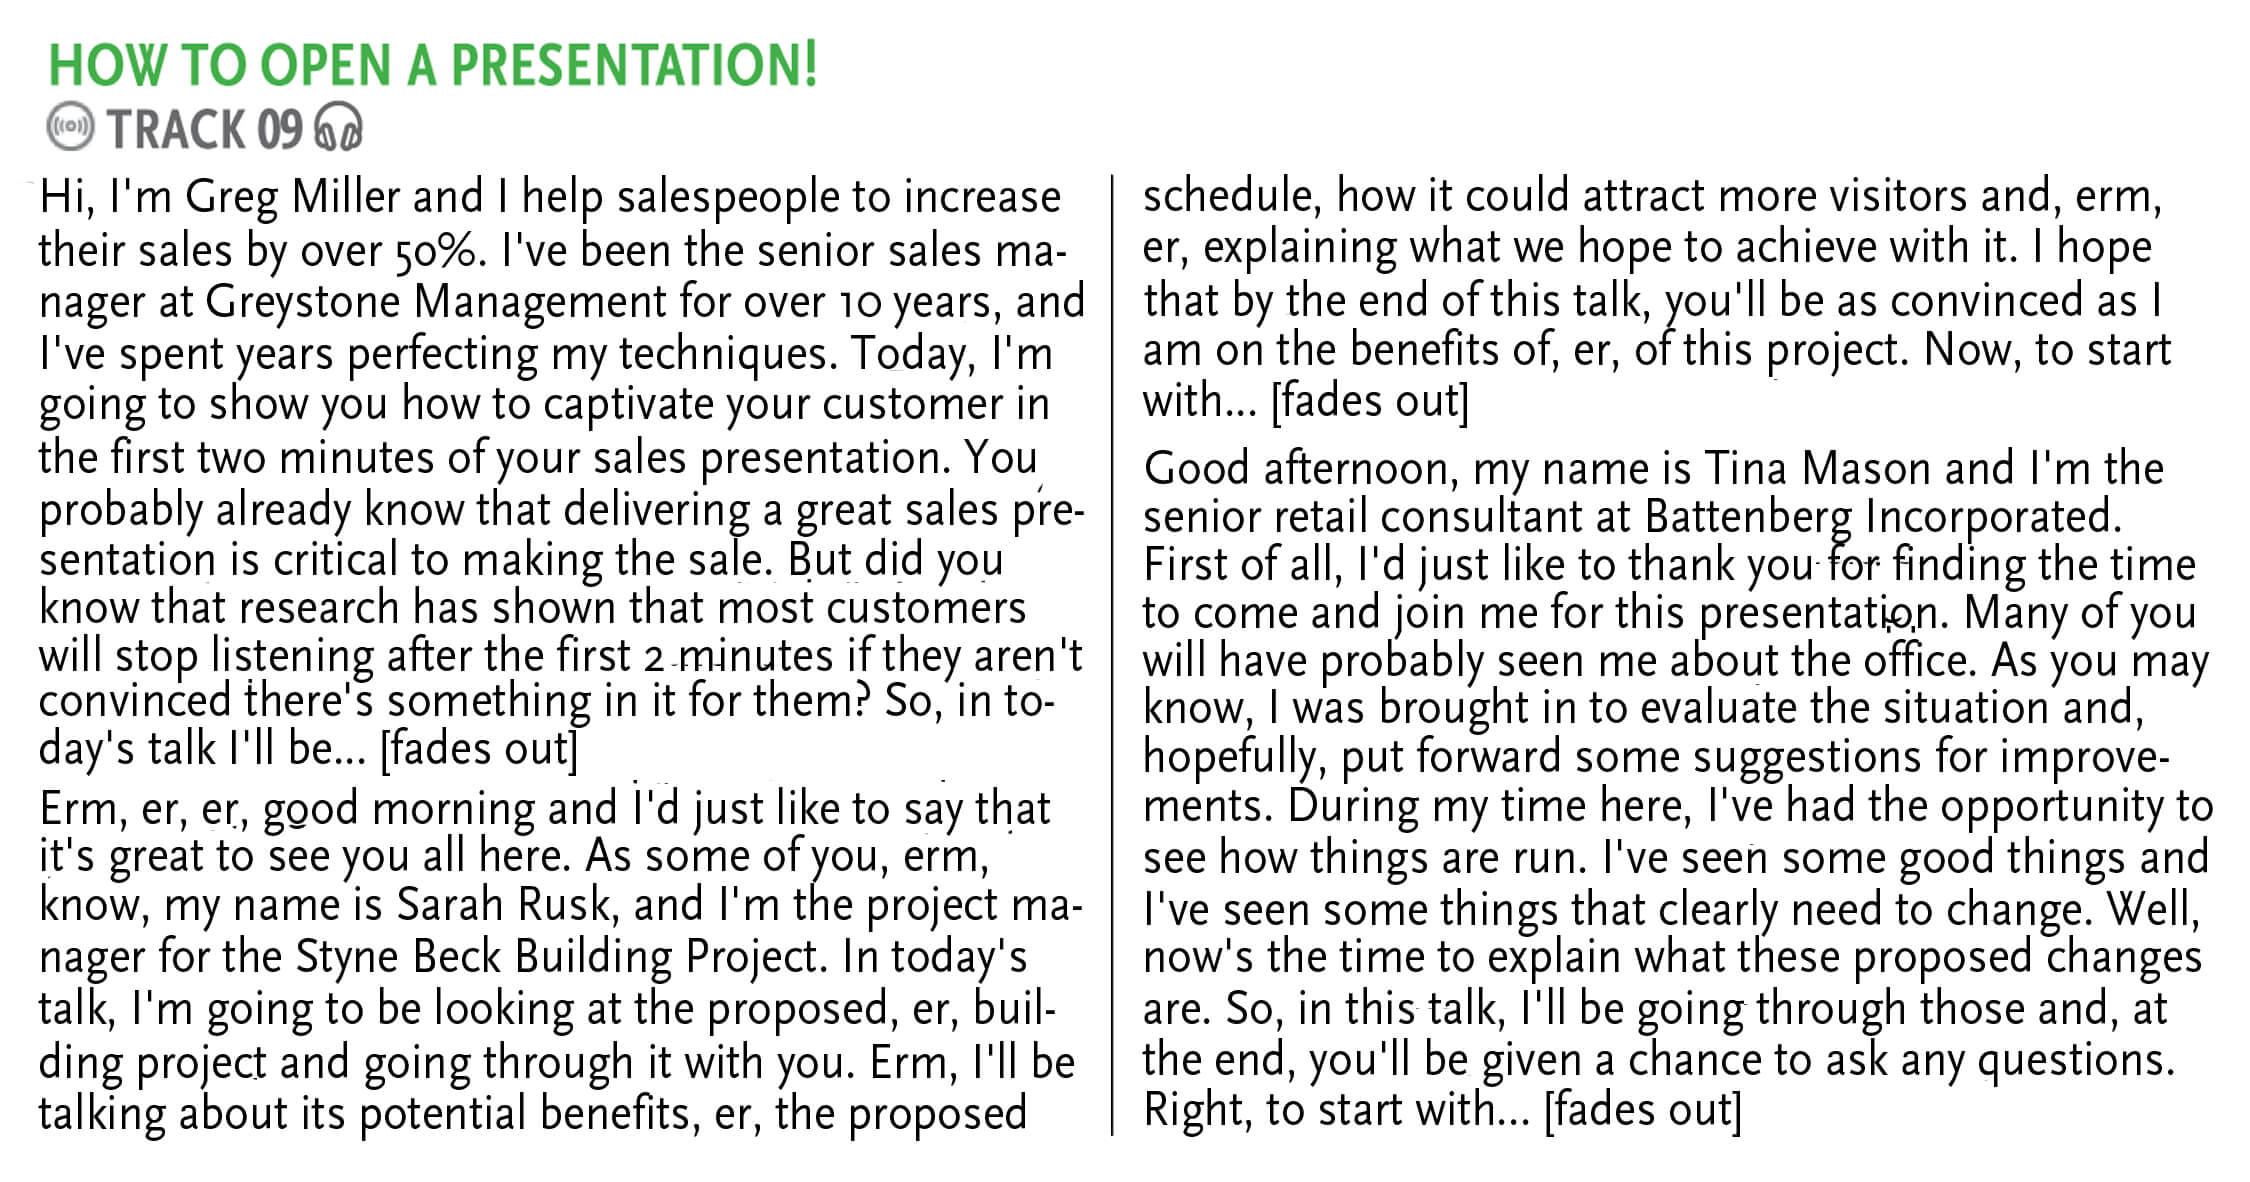 HOW TO OPEN A PRESENTATION!
TRACK 09
Hi, I'm Greg Miller and I help salespeople to increase
their sales by over 50%. I've been the senior sales ma-
nager at Greystone Management for over 10 years, and
I've spent years perfecting my techniques. Today, I'm
going to show you how to captivate your customer in
the first two minutes of your sales presentation. You
probably already know that delivering a great sales pre-
sentation is critical to making the sale. But did you
know that research has shown that most customers
will stop listening after the first 2 minutes if they aren't
convinced there's something in it for them? So, in to-
day's talk I'll be... [fades out]
Erm, er, er, good morning and I'd just like to say that
it's great to see you all here. As some of you, erm,
know, my name is Sarah Rusk, and I'm the project ma-
nager for the Styne Beck Building Project. In today's
talk, I'm going to be looking at the proposed, er, buil-
ding project and going through it with you. Erm, I'll be
talking about its potential benefits, er, the proposed
schedule, how it could attract more visitors and, erm,
er, explaining what we hope to achieve with it. I hope
that by the end of this talk, you'll be as convinced as I
am on the benefits of, er, of this project. Now, to start
with... [fades out]
Good afternoon, my name is Tina Mason and I'm the
senior retail consultant at Battenberg Incorporated.
First of all, I'd just like to thank you for finding the time
to come and join me for this presentation. Many of you
will have probably seen me about the office. As you may
know, I was brought in to evaluate the situation and,
hopefully, put forward some suggestions for improve-
ments. During my time here, I've had the opportunity to
see how things are run. I've seen some good things and
I've seen some things that clearly need to change. Well,
now's the time to explain what these proposed changes
are. So, in this talk, I'll be going through those and, at
the end, you'll be given a chance to ask any questions.
Right, to start with... [fades out]